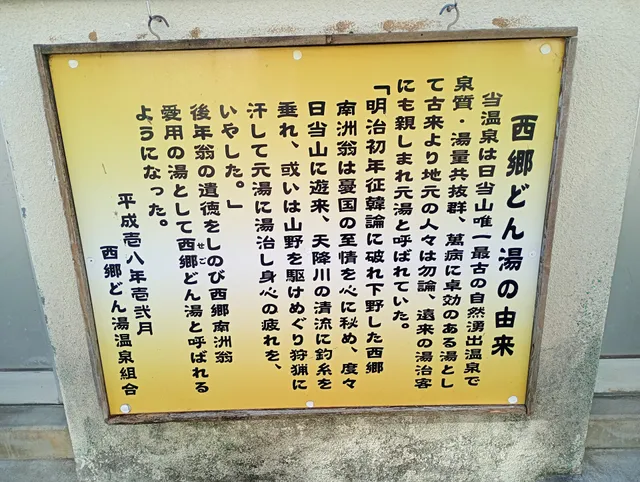 西郷どん湯の由来
当温泉は日当山唯一最古の自然湧出温泉で
泉質・湯量共抜群、萬病に卓効のある湯とし
て古来より地元の人々は勿論、遠来の湯治客
にも親しまれ元湯と呼ばれていた。
「明治初年征韓論に破れ下野した西郷
南洲翁は憂国の至情を心に秘め、度々
日当山に遊来、天降川の清流に釣糸を
垂れ、或いは山野を駆けめぐり狩猟に
汗して元湯に湯治し身心の疲れを、
いやした。」
後年翁の遺徳をしのび西郷南洲翁
愛用の湯として西郷どん湯と呼ばれる
せご
ようになった。
平成壱八年壱弐月
西郷どん湯温泉組合